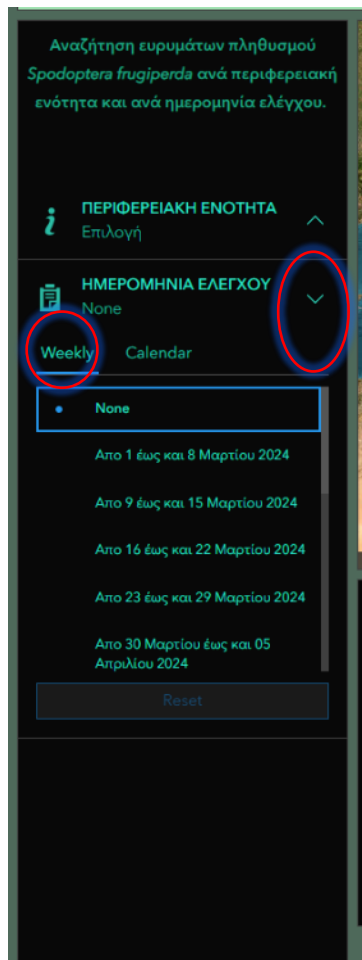 Αναζήτηση ευρυμάτων πληθυσμού
Spodoptera frugiperda ανά περιφερειακή
ενότητα και ανά ημερομηνία ελέγχου.
ΠΕΡΙΦΕΡΕΙΑΚΗ ΕΝΟΤΗΤΑ
Επιλογή
ΗΜΕΡΟΜΗΝΙΑ ΕΛΕΓΧΟΥ
None
Weekly Calendar
None
Απο 1 έως και 8 Μαρτίου 2024
Απο 9 έως και 15 Μαρτίου 2024
Απο 16 έως και 22 Μαρτίου 2024
Απο 23 έως και 29 Μαρτίου 2024
Απο 30 Μαρτίου έως και 05
Απριλίου 2024
Reset